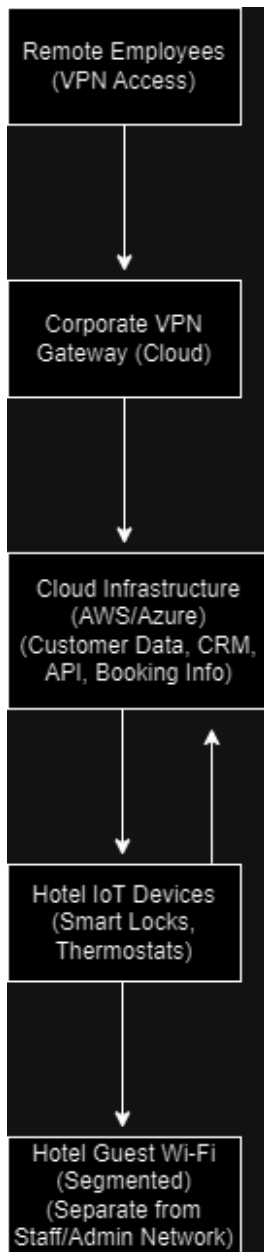 Remote Employees
(VPN Access)
Corporate VPN
Gateway (Cloud)
Cloud Infrastructure
(AWS/Azure)
(Customer Data, CRM,
API, Booking Info)
Hotel IoT Devices
(Smart Locks,
Thermostats)
Hotel Guest Wi-Fi
(Segmented)
(Separate from
Staff/Admin Network)